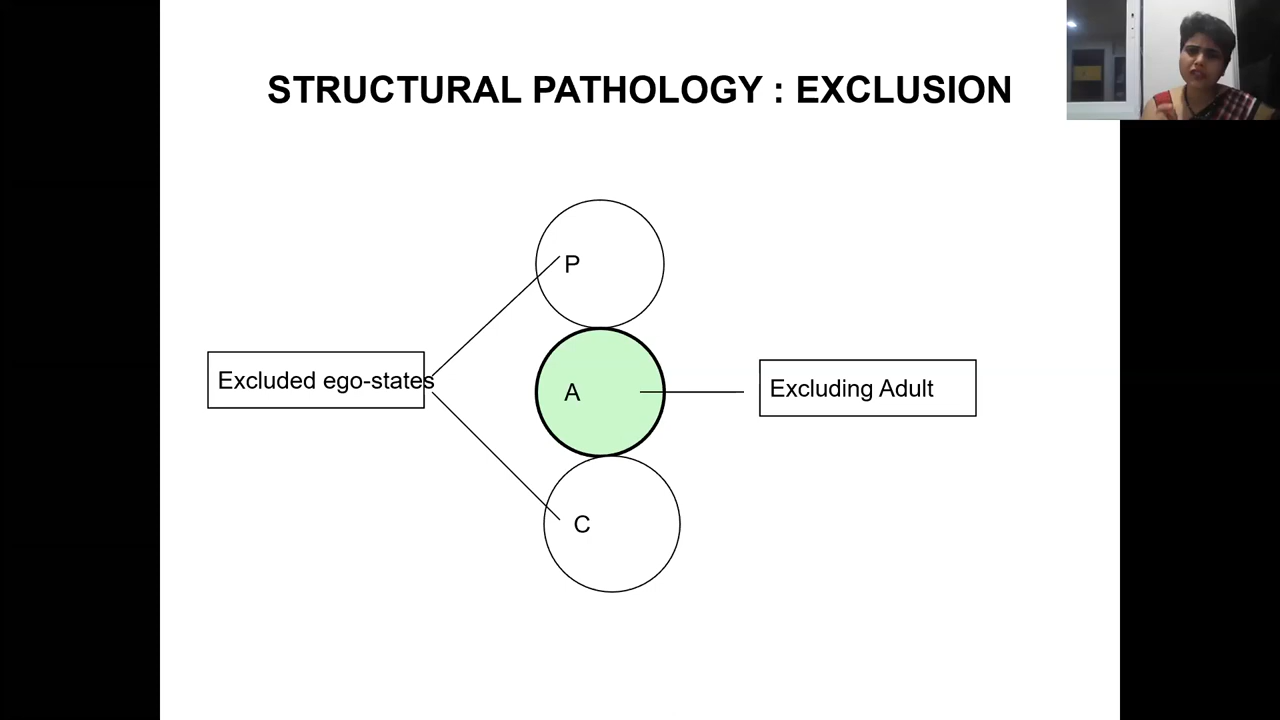 STRUCTURAL PATHOLOGY : EXCLUSION
P
Excluded ego-states
A
Excluding Adult
C